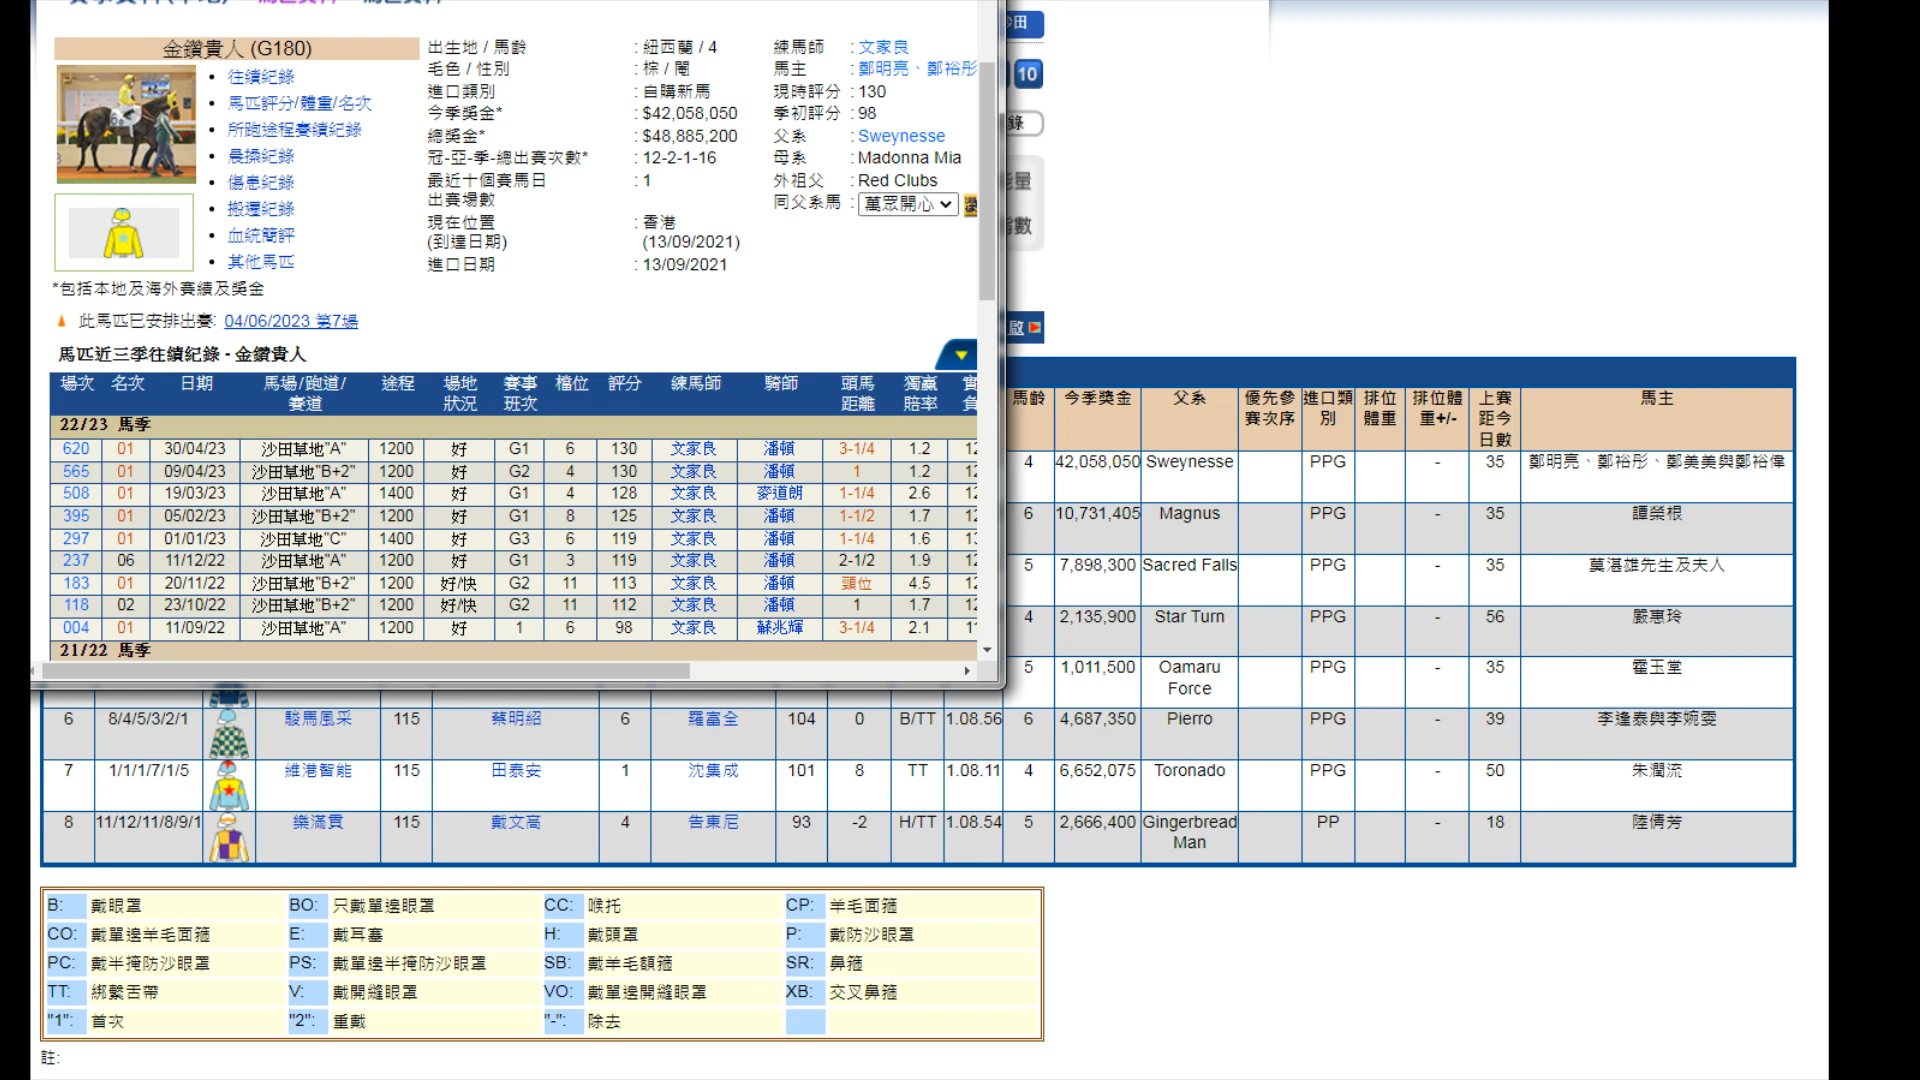 金鑽貴人 (G180)
• 往績紀錄
• 馬匹評分/體重/名次
• 所跑途程賽績紀錄
• 晨操紀錄
• 傷患紀錄
• 搬遷紀錄
• 血統簡評
• 其他馬匹
出生地 / 馬齡 : 紐西蘭 / 4
毛色 / 性別 : 棕 / 閹
進口類別 : 自購新馬
今季獎金* : $42,058,050
總獎金* : $48,885,200
冠-亞-季-總出賽次數* : 12-2-1-16
最近十個賽馬日 : 1
出賽場數
現在位置 : 香港
(到達日期) (13/09/2021)
進口日期 : 13/09/2021
練馬師 : 文家良
馬主 : 鄭明亮、鄭裕彤
現時評分 : 130
季初評分 : 98
父系 : Sweynesse
母系 : Madonna Mia
外祖父 : Red Clubs
同父系馬 : 萬眾開心
*包括本地及海外賽績及獎金
此馬匹已安排出賽: 04/06/2023 第7場
馬匹近三季往績紀錄 - 金鑽貴人
場次 名次 日期 馬場/跑道/ 途程 場地 賽事 檔位 評分 練馬師 騎師 頭馬 獨贏
賽道 狀況 班次 距離 賠率
22/23 馬季
620 01 30/04/23 沙田草地"A" 1200 好 G1 6 130 文家良 潘頓 3-1/4 1.2
565 01 09/04/23 沙田草地"B+2" 1200 好 G2 4 130 文家良 潘頓 1 1.2
508 01 19/03/23 沙田草地"A" 1400 好 G1 4 128 文家良 麥道朗 1-1/4 2.6
395 01 05/02/23 沙田草地"B+2" 1200 好 G1 8 125 文家良 潘頓 1-1/2 1.7
297 01 01/01/23 沙田草地"C" 1400 好 G3 6 119 文家良 潘頓 1-1/4 1.6
237 06 11/12/22 沙田草地"A" 1200 好 G1 3 119 文家良 潘頓 2-1/2 1.9
183 01 20/11/22 沙田草地"B+2" 1200 好/快 G2 11 113 文家良 潘頓 頸位 4.5
118 02 23/10/22 沙田草地"B+2" 1200 好/快 G2 11 112 文家良 潘頓 1 1.7
004 01 11/09/22 沙田草地"A" 1200 好 1 6 98 文家良 蘇兆輝 3-1/4 2.1
21/22 馬季
田
10
錄
能量
指數
啟
馬齡 今季獎金 父系 優先參 進口類 排位 排位體 上賽 馬主
賽次序 別 體重 重+/- 距今
日數
4 42,058,050 Sweynesse PPG - 35 鄭明亮、鄭裕彤、鄭美美與鄭裕偉
6 10,731,405 Magnus PPG - 35 譚榮根
5 7,898,300 Sacred Falls PPG - 35 莫湛雄先生及夫人
4 2,135,900 Star Turn PPG - 56 嚴惠玲
5 1,011,500 Oamaru PPG - 35 霍玉堂
Force
6 8/4/5/3/2/1 駿馬風采 115 蔡明紹 6 羅富全 104 0 B/TT 1.08.56 6 4,687,350 Pierro PPG - 39 李逢泰與李婉雯
7 1/1/1/7/1/5 維港智能 115 田泰安 1 沈集成 101 8 TT 1.08.11 4 6,652,075 Toronado PPG - 50 朱潤流
8 11/12/11/8/9/1 樂滿貫 115 戴文高 4 告東尼 93 -2 H/TT 1.08.54 5 2,666,400 Gingerbread PP - 18 陸倩芳
Man
B: 戴眼罩 BO: 只戴單邊眼罩 CC: 喉托 CP: 羊毛面箍
CO: 戴單邊羊毛面箍 E: 戴耳塞 H: 戴頭罩 P: 戴防沙眼罩
PC: 戴半掩防沙眼罩 PS: 戴單邊半掩防沙眼罩 SB: 戴羊毛額箍 SR: 鼻箍
TT: 綁繫舌帶 V: 戴開縫眼罩 VO: 戴單邊開縫眼罩 XB: 交叉鼻箍
"1": 首次 "2": 重戴 "-": 除去
註: